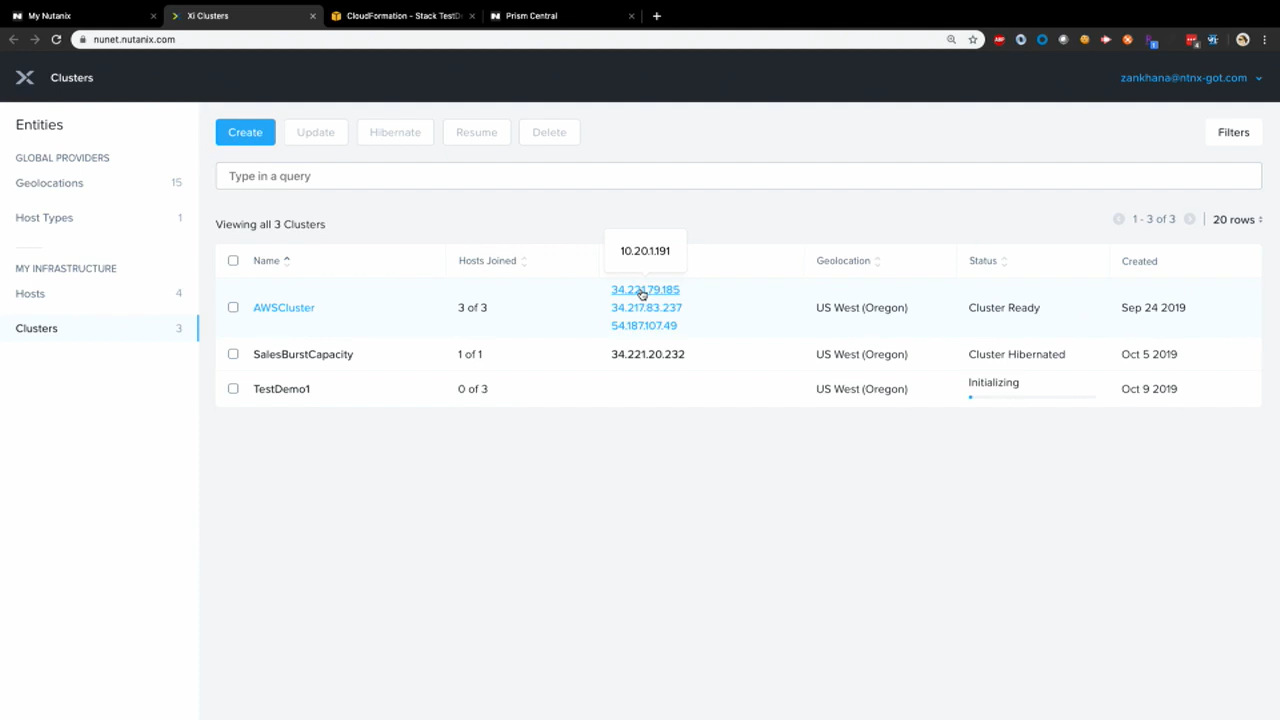 My Nutanix
Xi Clusters
CloudFormation - Stack TestD
Prism Central
nunet.nutanix.com
Clusters
zankhana@ntnx-got.com
Entities
GLOBAL PROVIDERS
Geolocations 15
Host Types 1
MY INFRASTRUCTURE
Hosts 4
Clusters 3
Create Update Hibernate Resume Delete Filters
Type in a query
Viewing all 3 Clusters
1 - 3 of 3 20 rows
10.20.1.191
Name Hosts Joined Geolocation Status Created
AWSCluster 3 of 3 34.221.79.185 US West (Oregon) Cluster Ready Sep 24 2019
34.217.83.237
54.187.107.49
SalesBurstCapacity 1 of 1 34.221.20.232 US West (Oregon) Cluster Hibernated Oct 5 2019
TestDemo1 0 of 3 US West (Oregon) Initializing Oct 9 2019